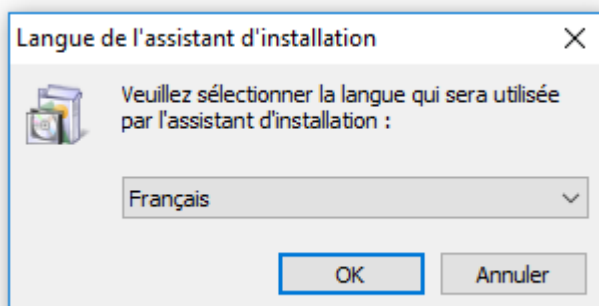 Langue de l'assistant d'installation
Veuillez sélectionner la langue qui sera utilisée
par l'assistant d'installation :
Français
OK
Annuler